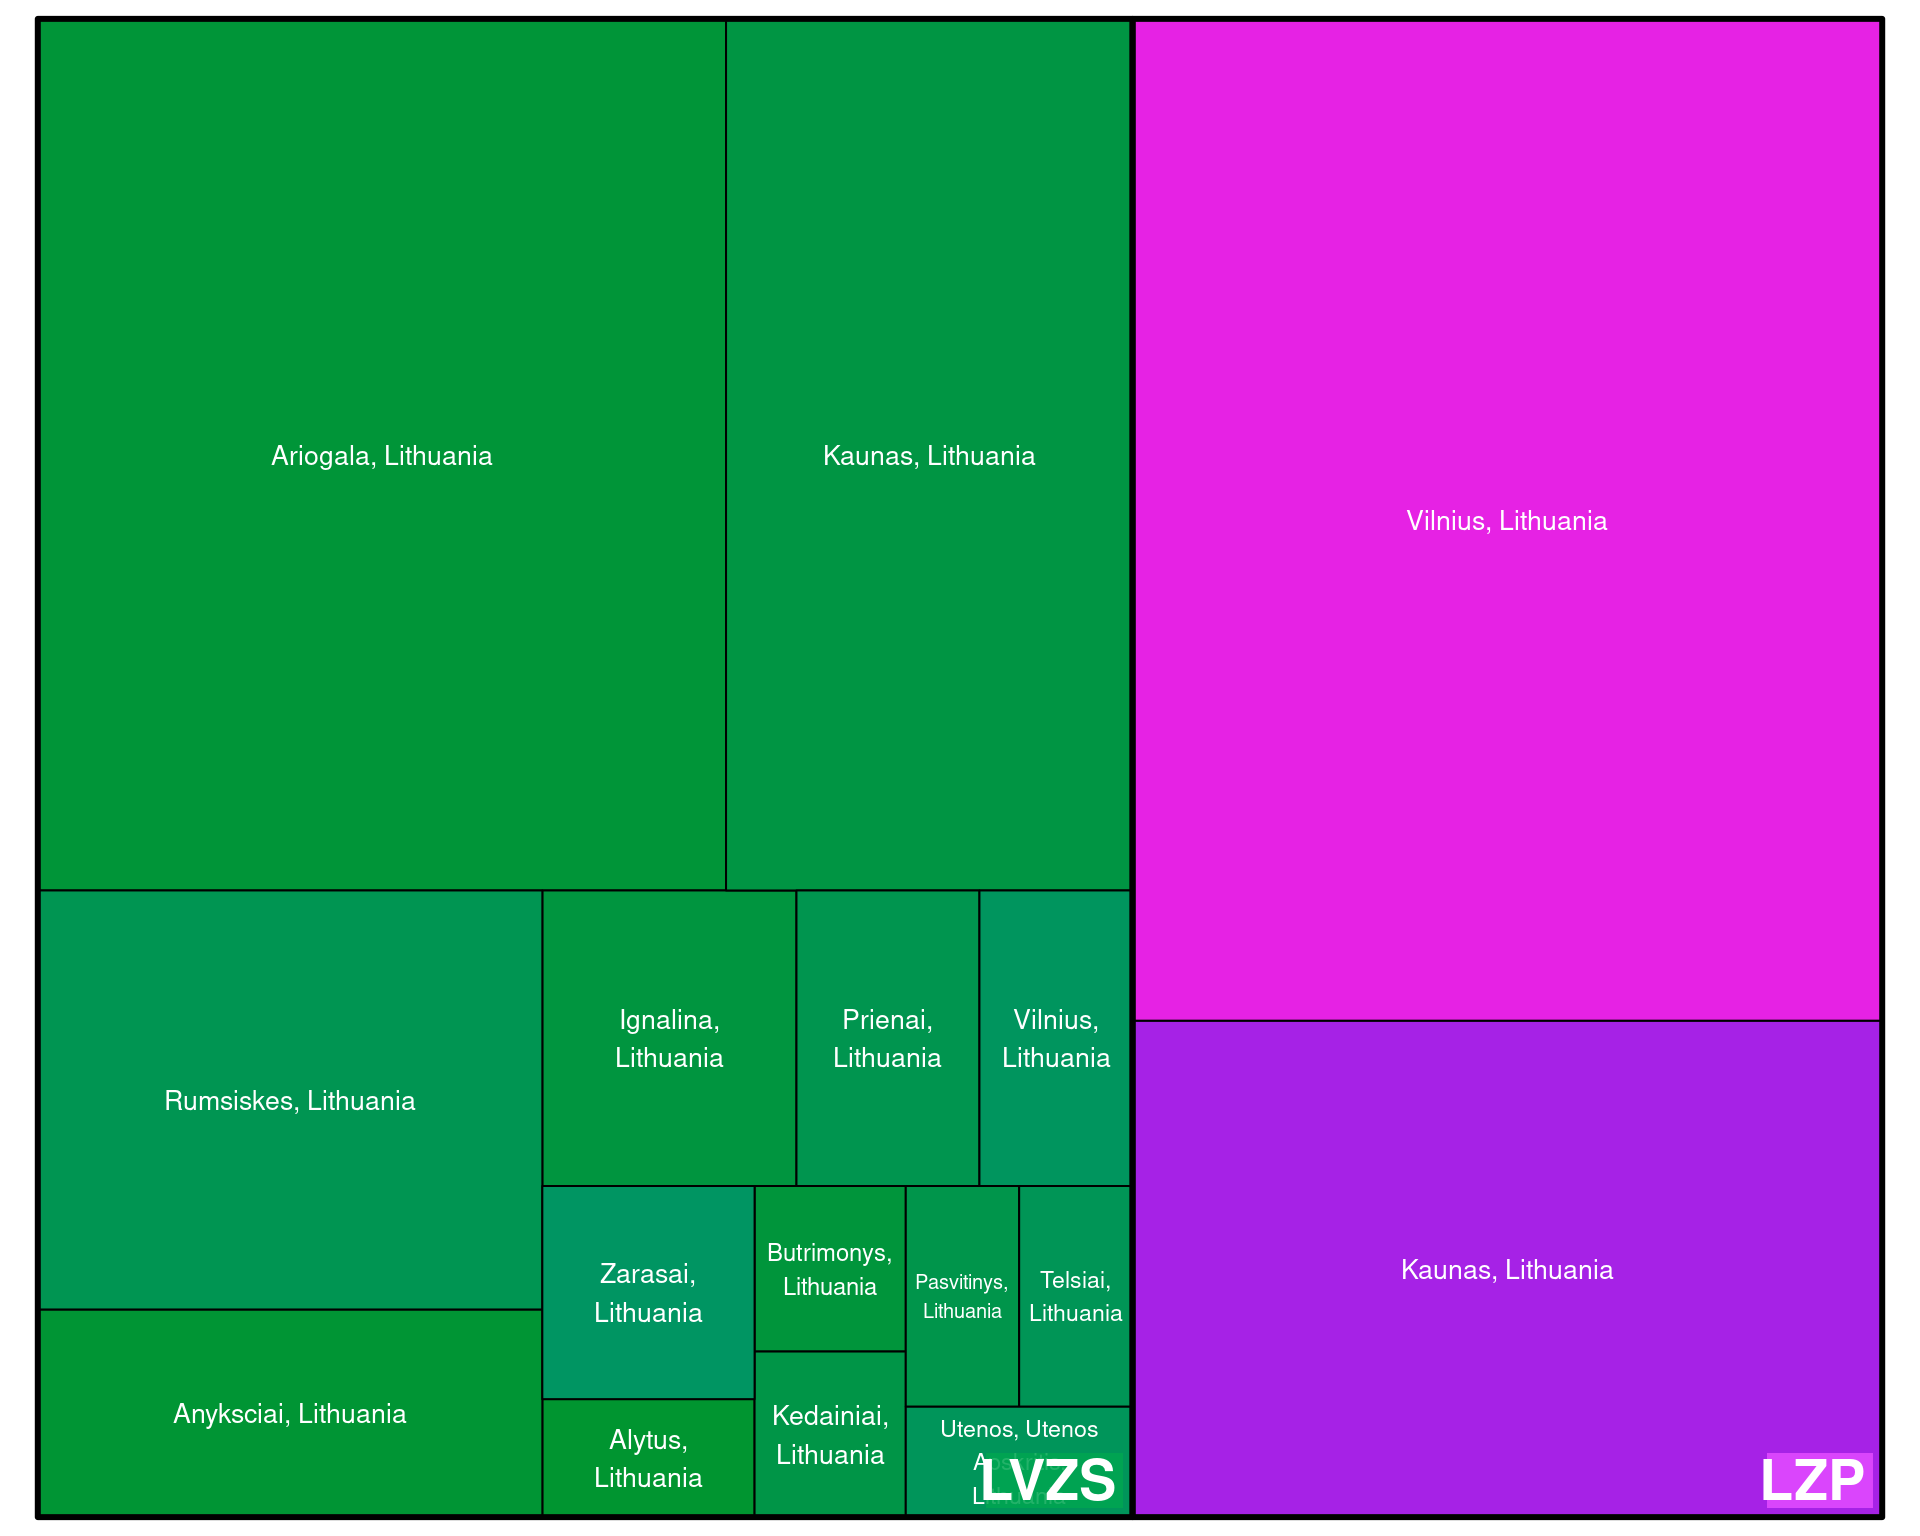 Ariogala, Lithuania
Kaunas, Lithuania
Vilnius, Lithuania
Rumsiskes, Lithuania
Ignalina,
Lithuania
Prienai,
Lithuania
Vilnius,
Lithuania
Zarasai,
Lithuania
Butrimonys,
Lithuania
Pasvitinys,
Lithuania
Telsiai,
Lithuania
Kaunas, Lithuania
Anyksciai, Lithuania
Alytus,
Lithuania
Kedainiai,
Lithuania
Utenos, Utenos
Lithuania
LVZS
LZP